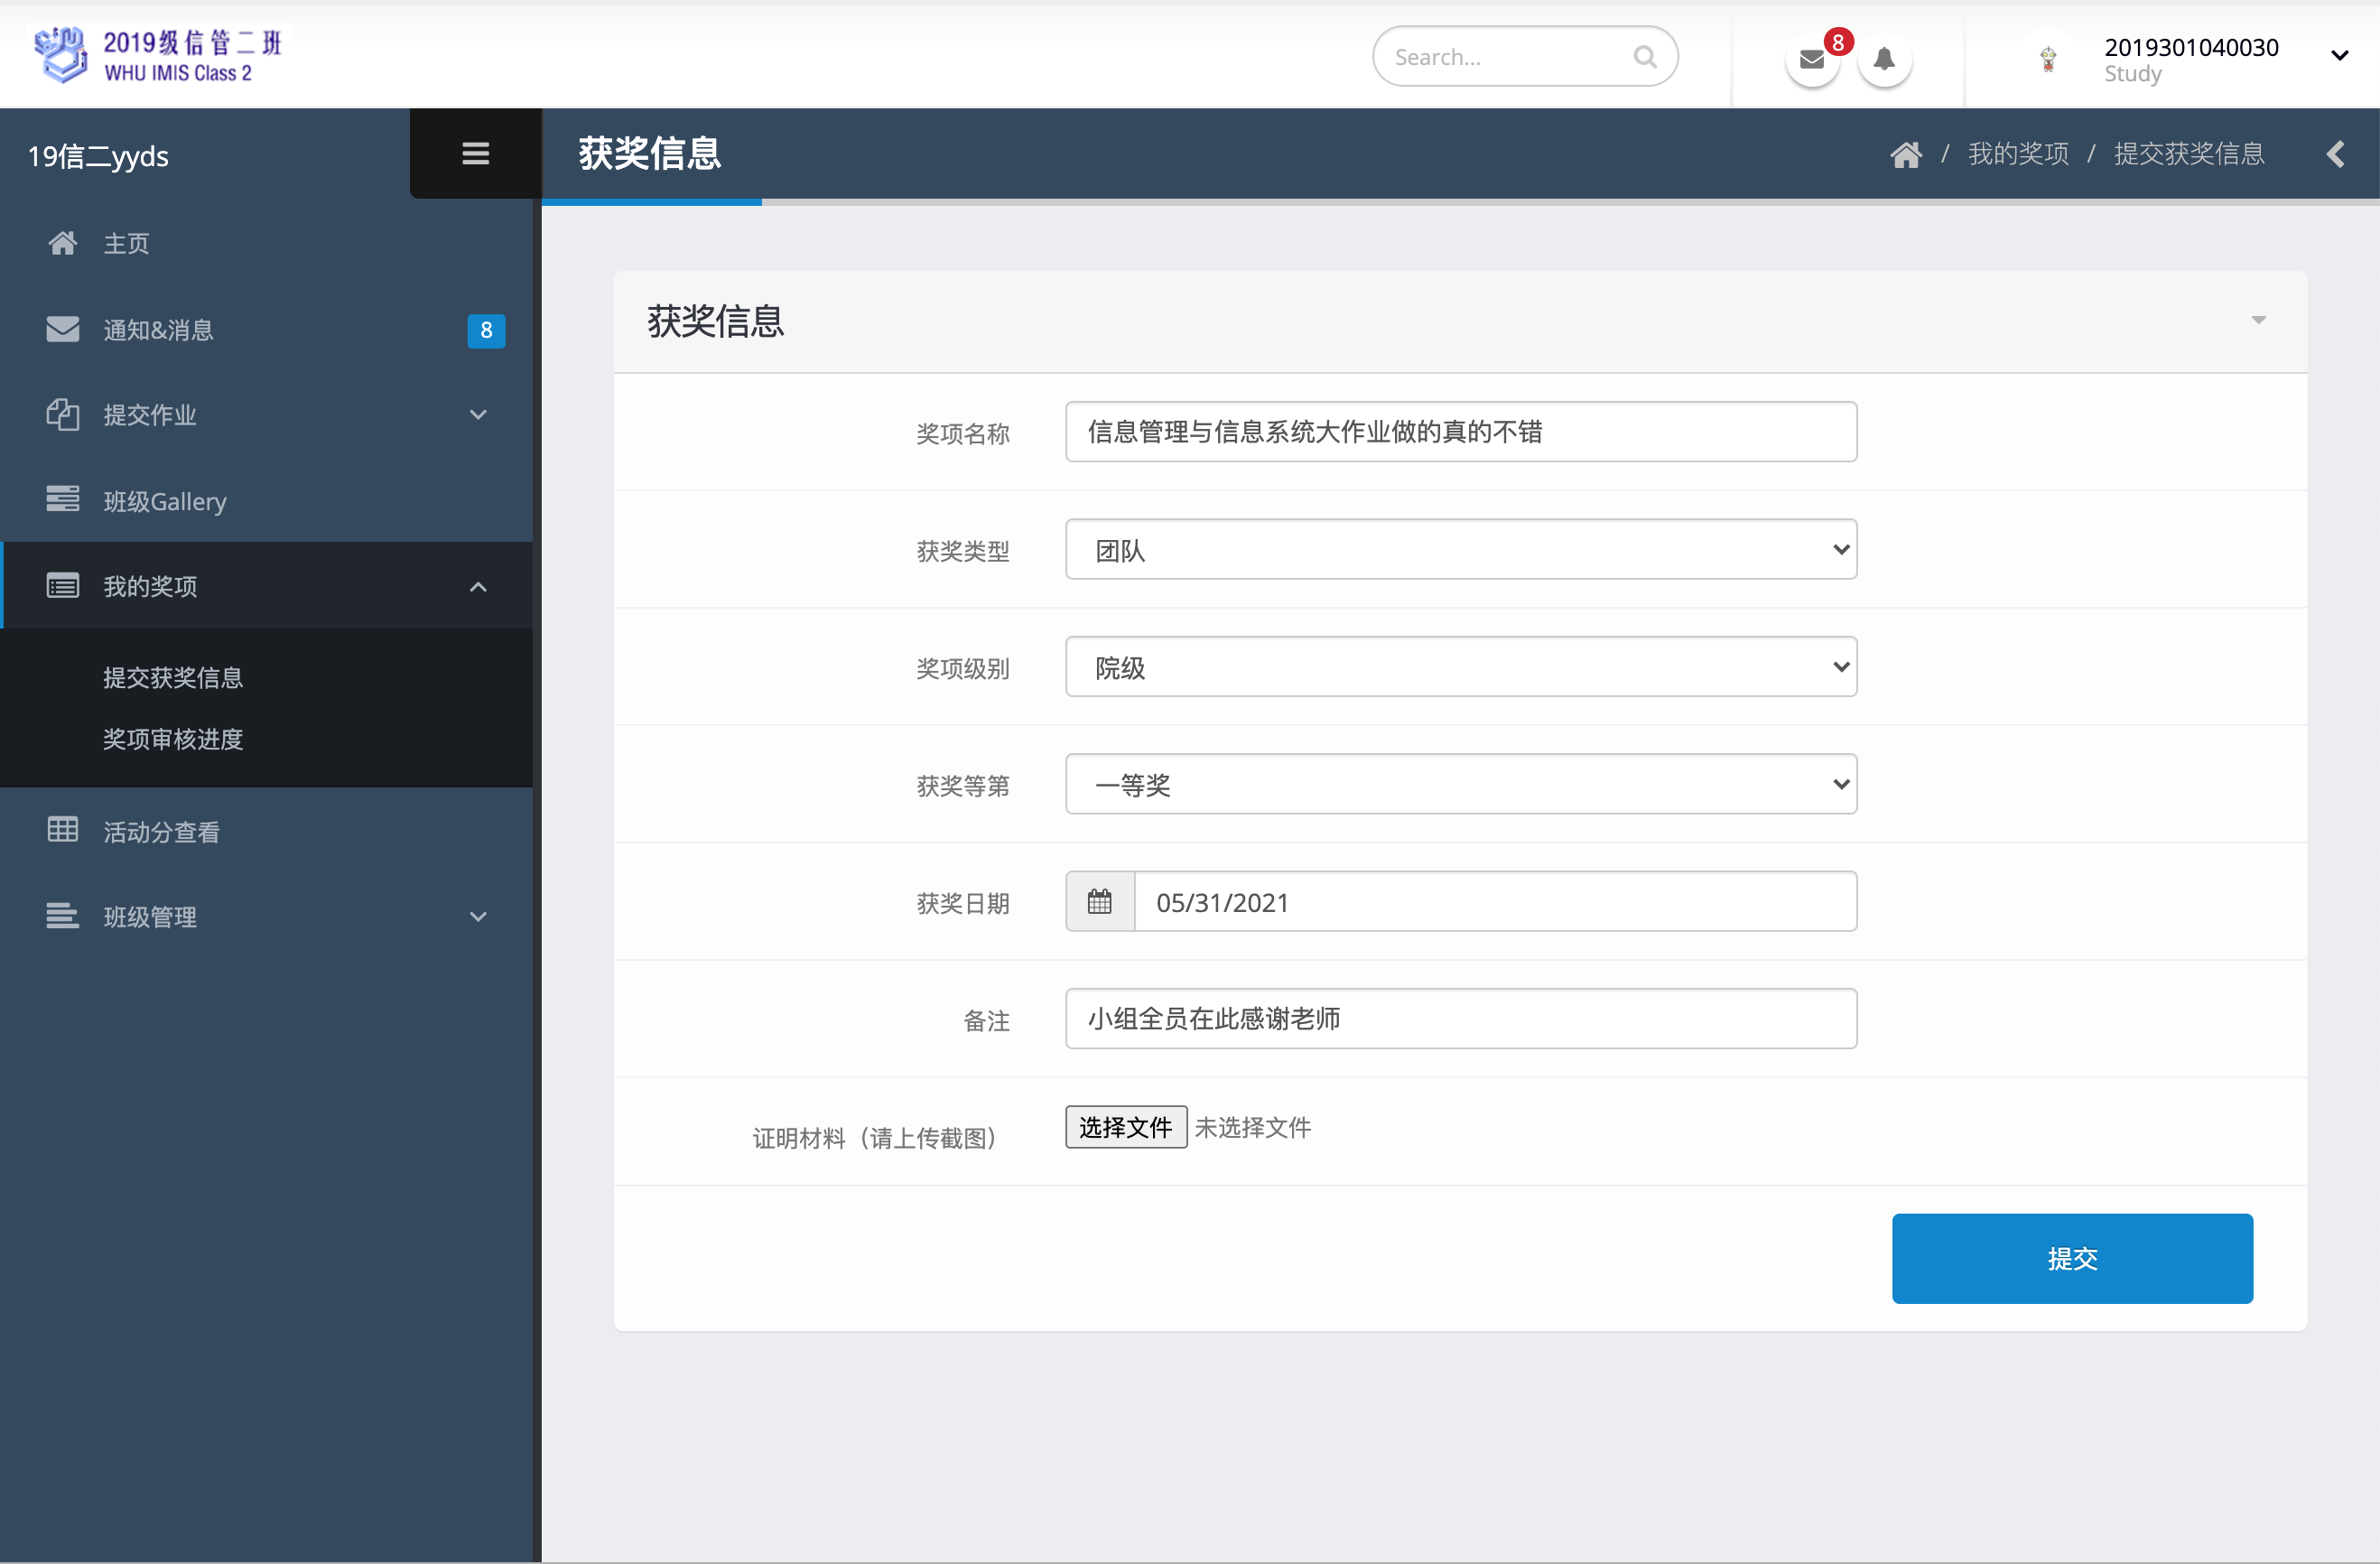 2019级信管二班
WHU IMIS Class 2
Search...
8
2019301040030
Study
19信二yyds
获奖信息
/ 我的奖项 / 提交获奖信息
主页
通知&消息
8
提交作业
班级Gallery
我的奖项
提交获奖信息
奖项审核进度
活动分查看
班级管理
获奖信息
奖项名称
信息管理与信息系统大作业做的真的不错
获奖类型
团队
奖项级别
院级
获奖等第
一等奖
获奖日期
05/31/2021
备注
小组全员在此感谢老师
证明材料（请上传截图）
选择文件 未选择文件
提交